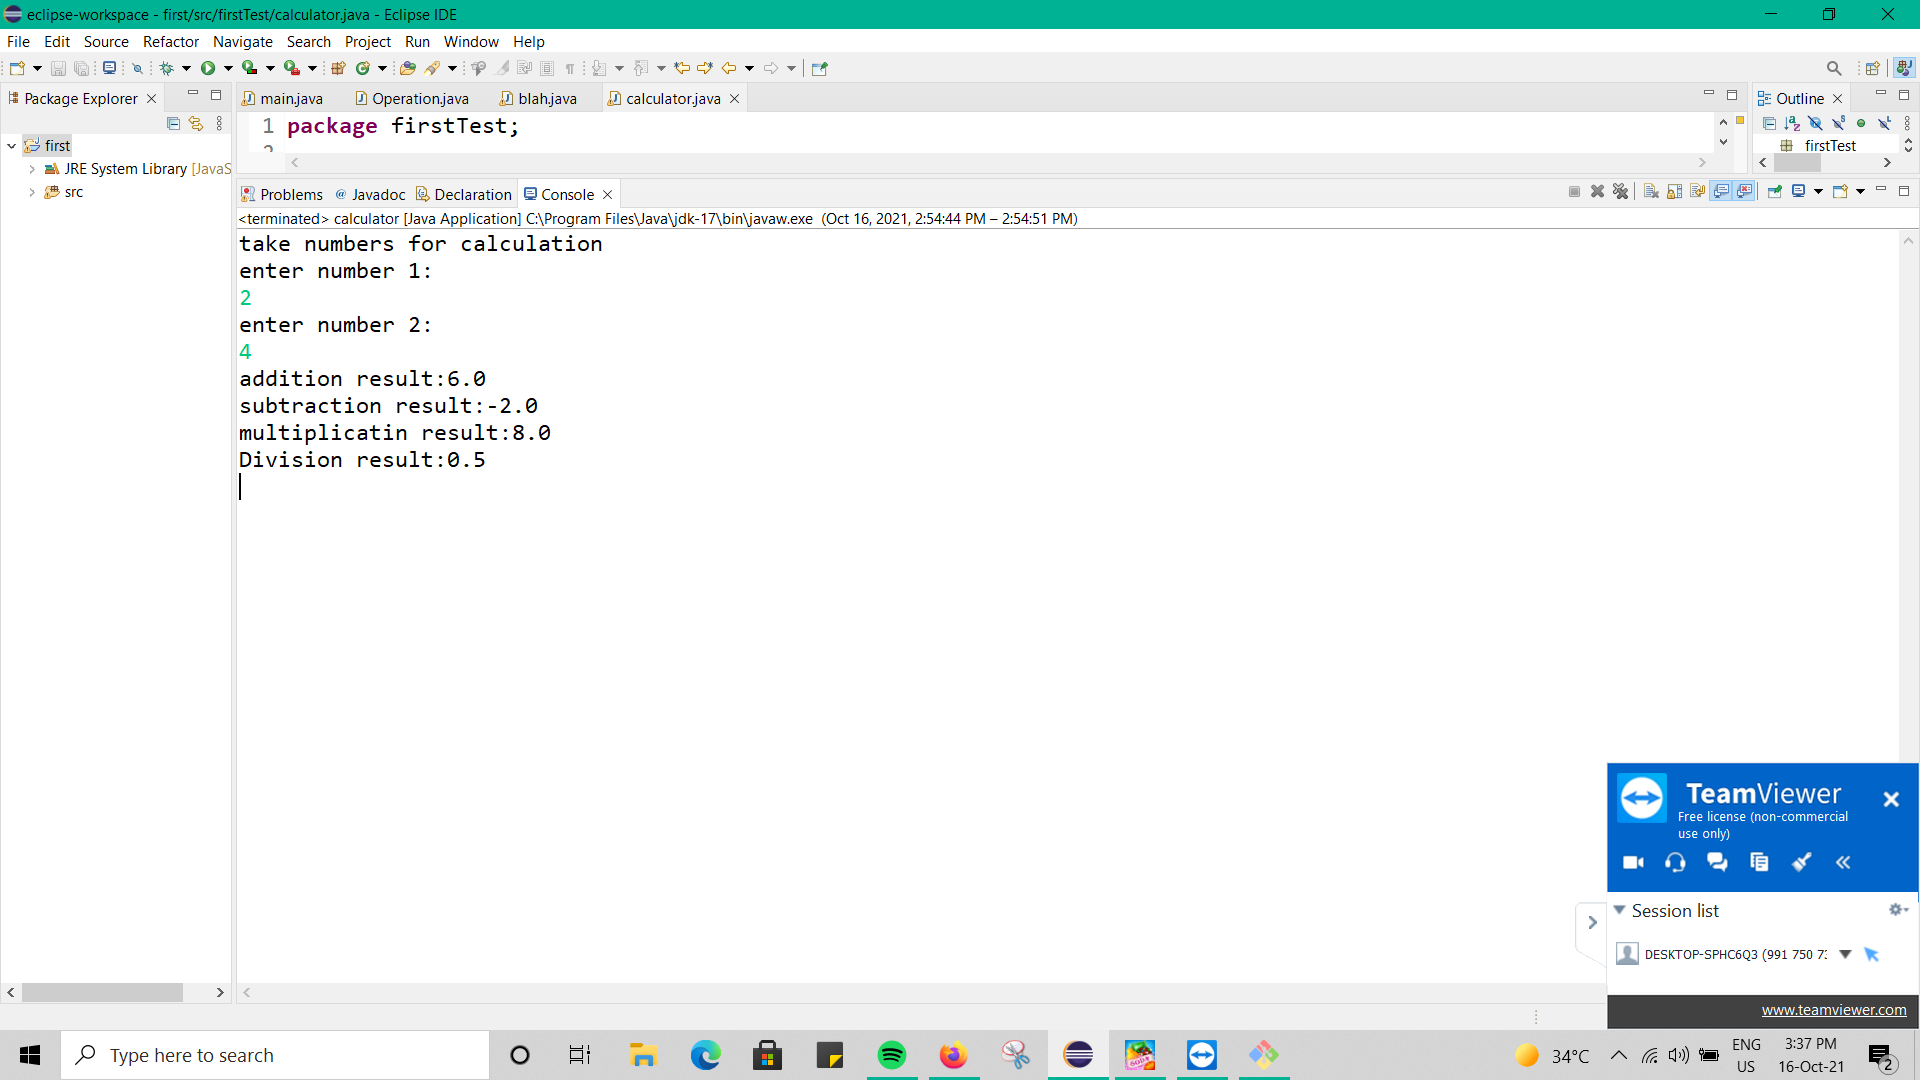 eclipse-workspace - first/src/firstTest/calculator.java - Eclipse IDE
File Edit Source Refactor Navigate Search Project Run Window Help
Package Explorer
main.java Operation.java blah.java calculator.java
Outline
1 package firstTest;
first
firstTest
JRE System Library [JavaS
src
Problems Javadoc Declaration Console
<terminated> calculator [Java Application] C:\Program Files\Java\jdk-17\bin\javaw.exe (Oct 16, 2021, 2:54:44 PM – 2:54:51 PM)
take numbers for calculation
enter number 1:
2
enter number 2:
4
addition result:6.0
subtraction result:-2.0
multiplicatin result:8.0
Division result:0.5
TeamViewer
Free license (non-commercial
use only)
Session list
DESKTOP-SPHC6Q3 (991 750 73
www.teamviewer.com
Type here to search
34°C
ENG
US
3:37 PM
16-Oct-21
2